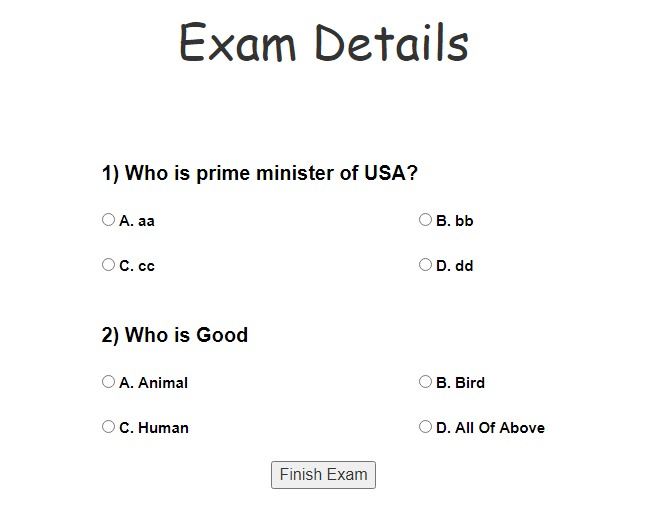 Exam Details
1) Who is prime minister of USA?
A. aa
B. bb
C. cc
D. dd
2) Who is Good
A. Animal
B. Bird
C. Human
D. All Of Above
Finish Exam